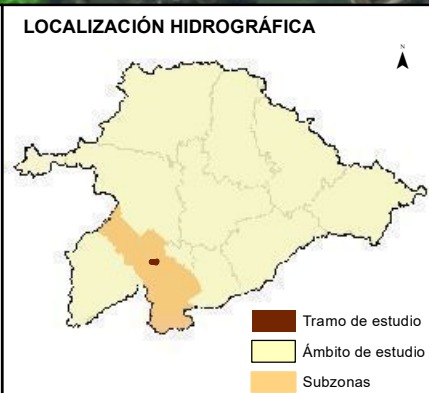 LOCALIZACIÓN HIDROGRÁFICA
N
Tramo de estudio
Ámbito de estudio
Subzonas